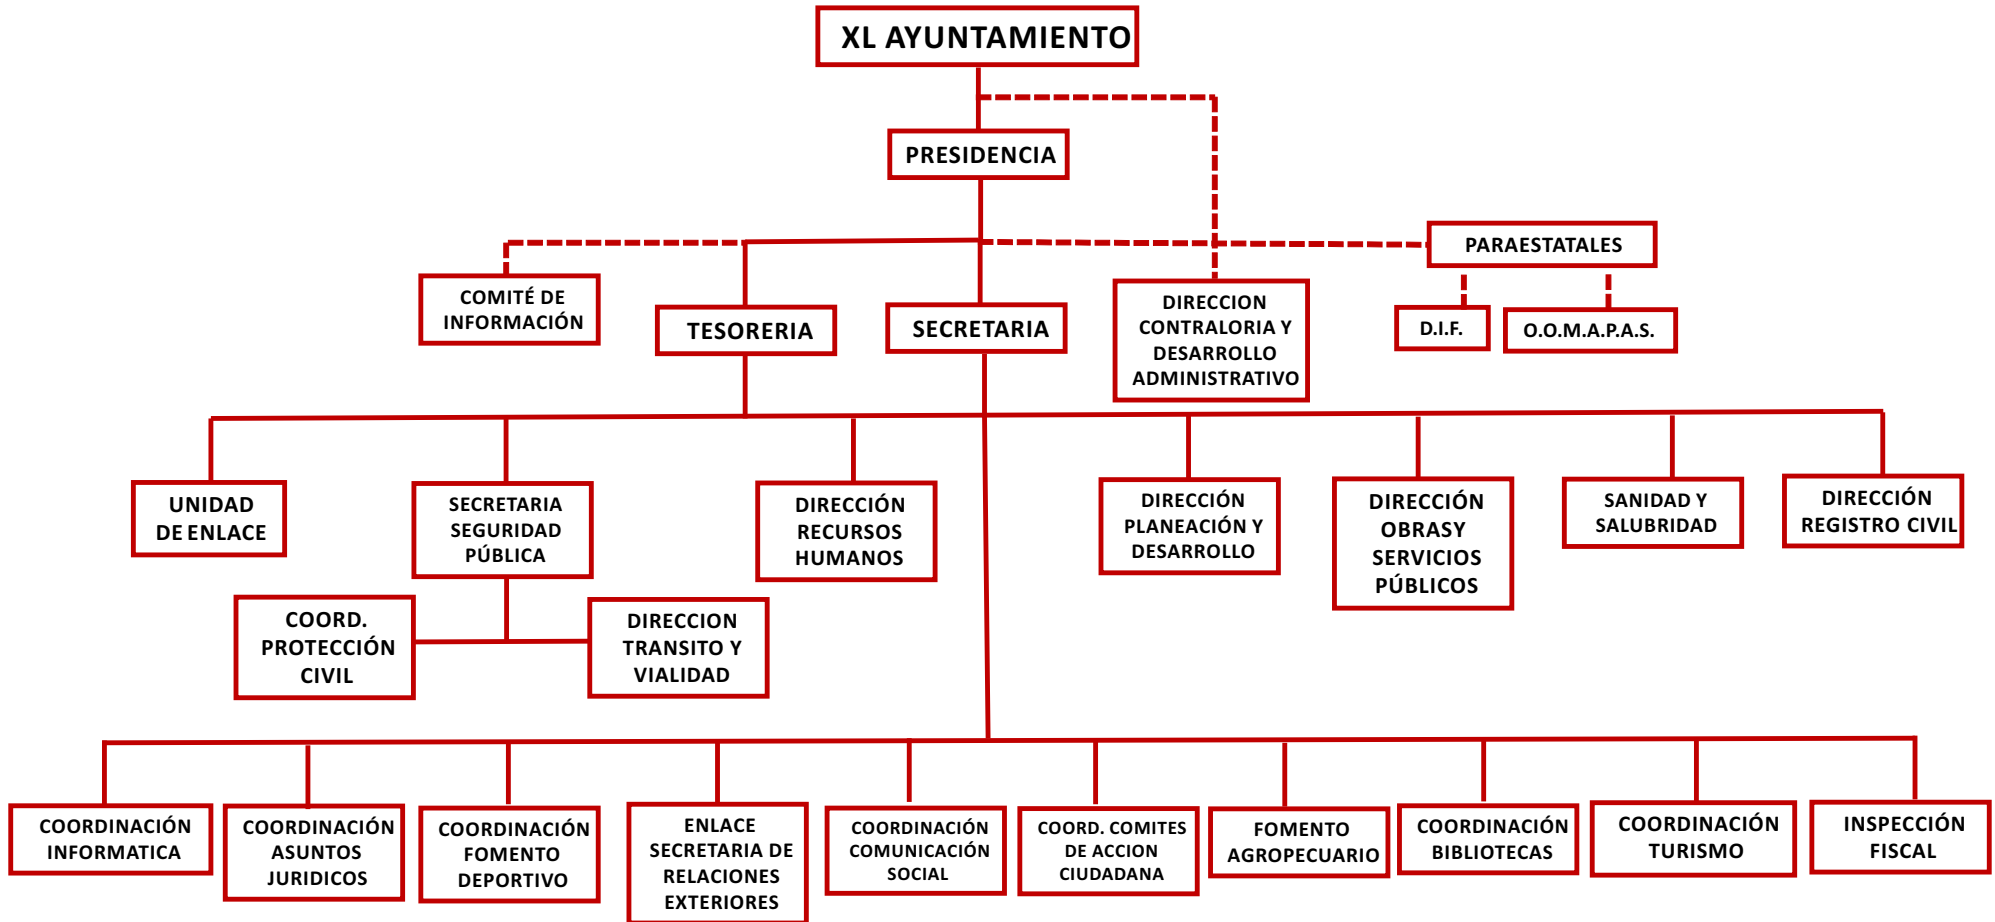 XL AYUNTAMIENTO
PRESIDENCIA
PARAESTATALES
COMITÉ DE
INFORMACIÓN
TESORERIA
SECRETARIA
DIRECCION
CONTRALORIA Y
DESARROLLO
ADMINISTRATIVO
D.I.F.
O.O.M.A.P.A.S.
UNIDAD
DE ENLACE
SECRETARIA
SEGURIDAD
PÚBLICA
DIRECCIÓN
RECURSOS
HUMANOS
DIRECCIÓN
PLANEACIÓN Y
DESARROLLO
DIRECCIÓN
OBRASY
SERVICIOS
PÚBLICOS
SANIDAD Y
SALUBRIDAD
DIRECCIÓN
REGISTRO CIVIL
COORD.
PROTECCIÓN
CIVIL
DIRECCION
TRANSITO Y
VIALIDAD
COORDINACIÓN
INFORMATICA
COORDINACIÓN
ASUNTOS
JURIDICOS
COORDINACIÓN
FOMENTO
DEPORTIVO
ENLACE
SECRETARIA DE
RELACIONES
EXTERIORES
COORDINACIÓN
COMUNICACIÓN
SOCIAL
COORD. COMITES
DE ACCION
CIUDADANA
FOMENTO
AGROPECUARIO
COORDINACIÓN
BIBLIOTECAS
COORDINACIÓN
TURISMO
INSPECCIÓN
FISCAL